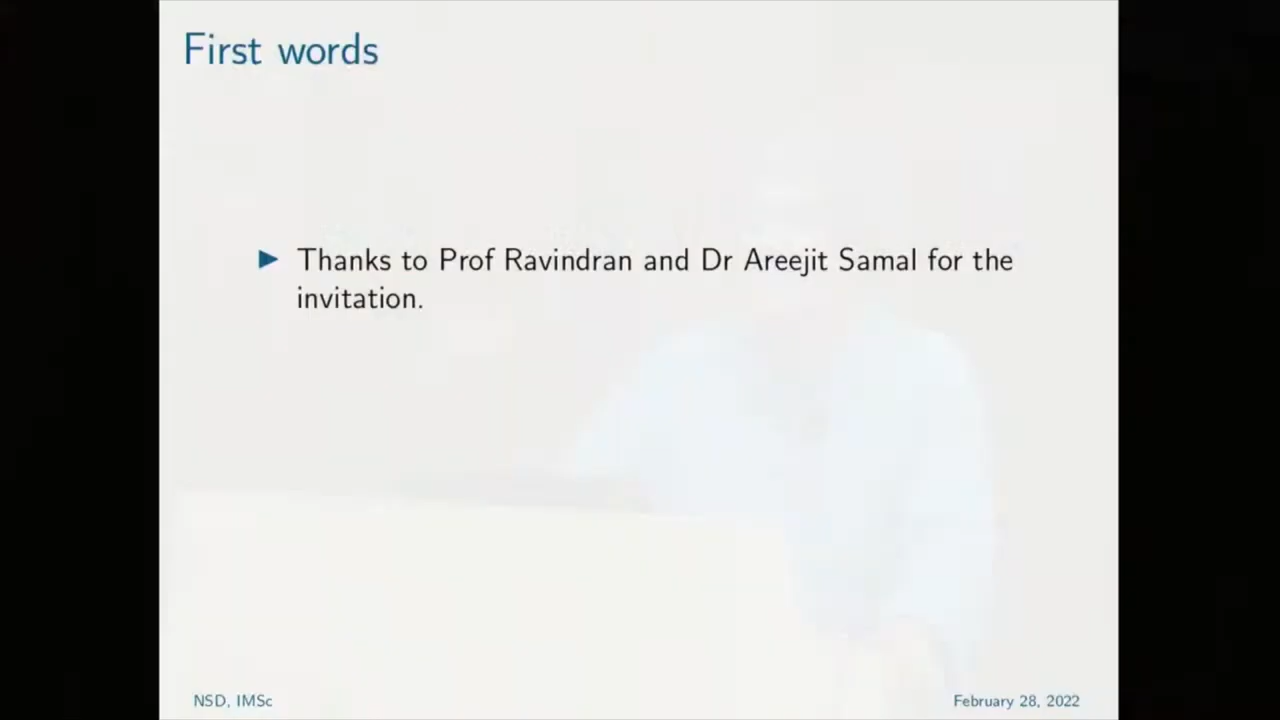 First words
▶ Thanks to Prof Ravindran and Dr Areejit Samal for the
invitation.
NSD, IMSc
February 28, 2022